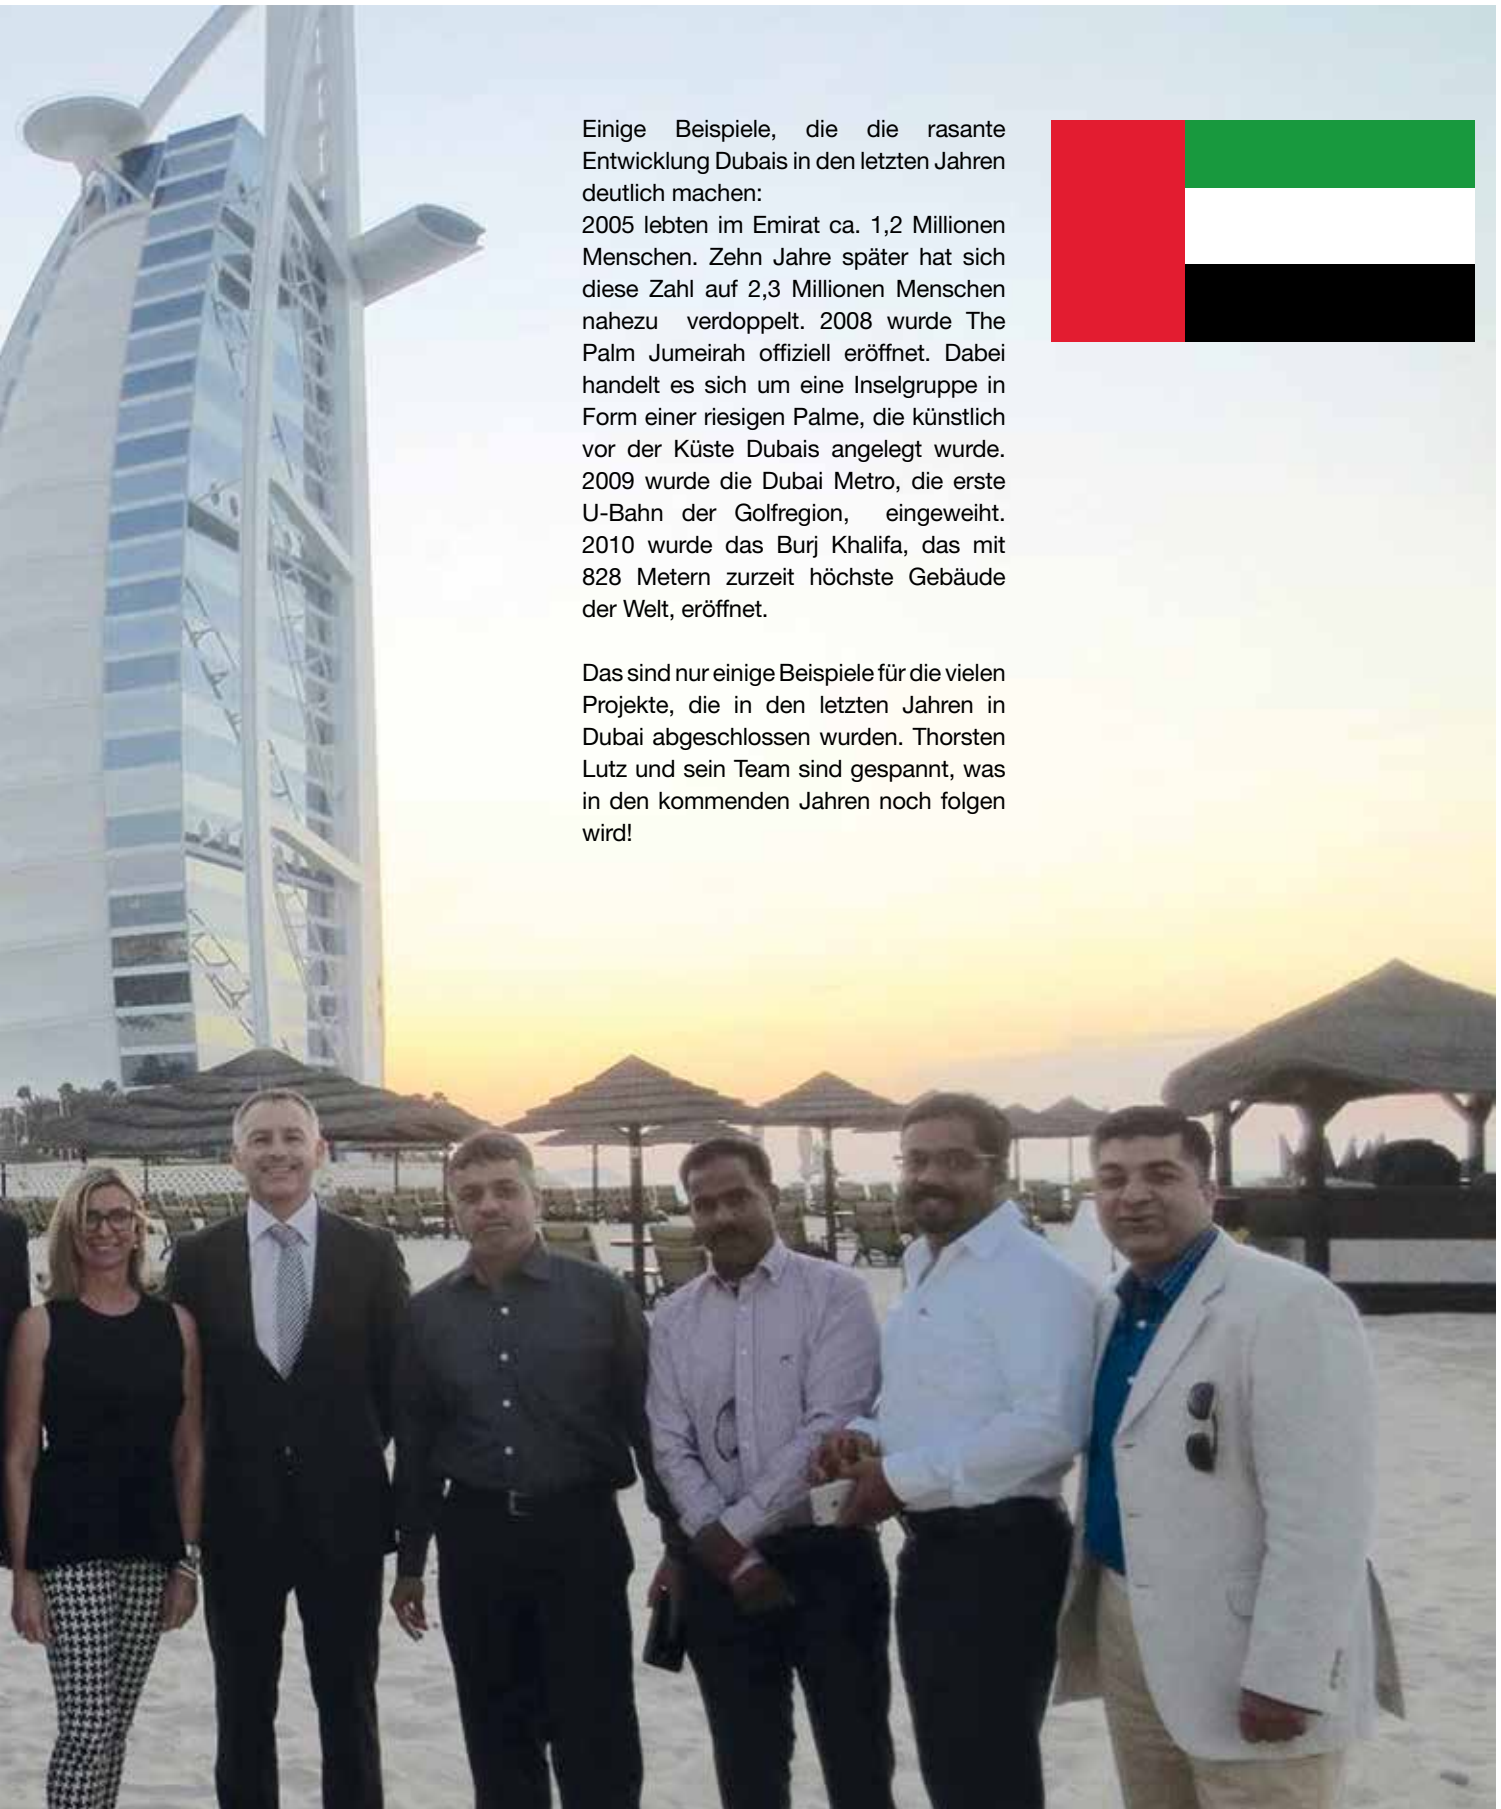 Einige Beispiele, die die rasante
Entwicklung Dubais in den letzten Jahren
deutlich machen:
2005 lebten im Emirat ca. 1,2 Millionen
Menschen. Zehn Jahre später hat sich
diese Zahl auf 2,3 Millionen Menschen
nahezu verdoppelt. 2008 wurde The
Palm Jumeirah offiziell eröffnet. Dabei
handelt es sich um eine Inselgruppe in
Form einer riesigen Palme, die künstlich
vor der Küste Dubais angelegt wurde.
2009 wurde die Dubai Metro, die erste
U-Bahn der Golfregion, eingeweiht.
2010 wurde das Burj Khalifa, das mit
828 Metern zurzeit höchste Gebäude
der Welt, eröffnet.
Das sind nur einige Beispiele für die vielen
Projekte, die in den letzten Jahren in
Dubai abgeschlossen wurden. Thorsten
Lutz und sein Team sind gespannt, was
in den kommenden Jahren noch folgen
wird!